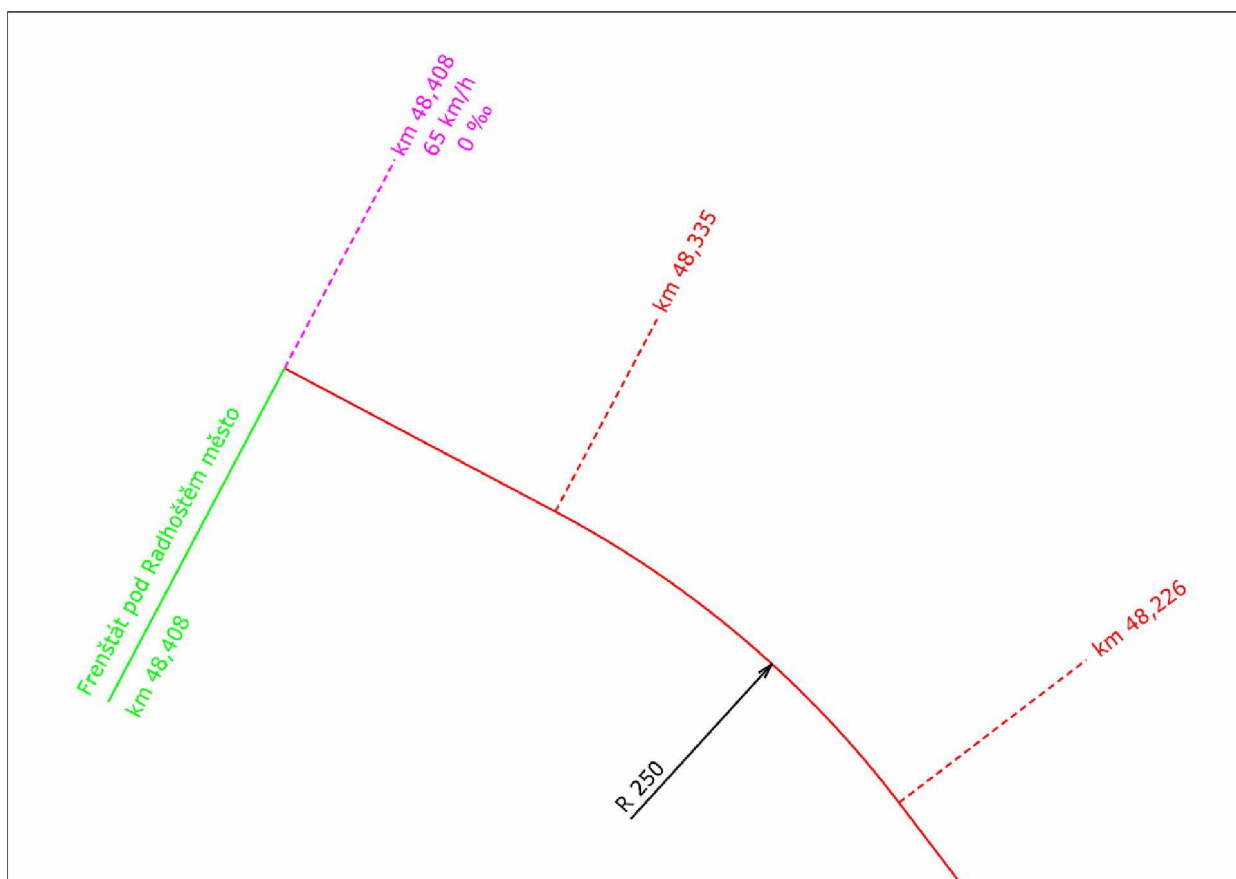 km 48,408
65 km/h
0 ‰
km 48,335
Frenštát pod Radhoštěm město
km 48,408
km 48,226
R 250